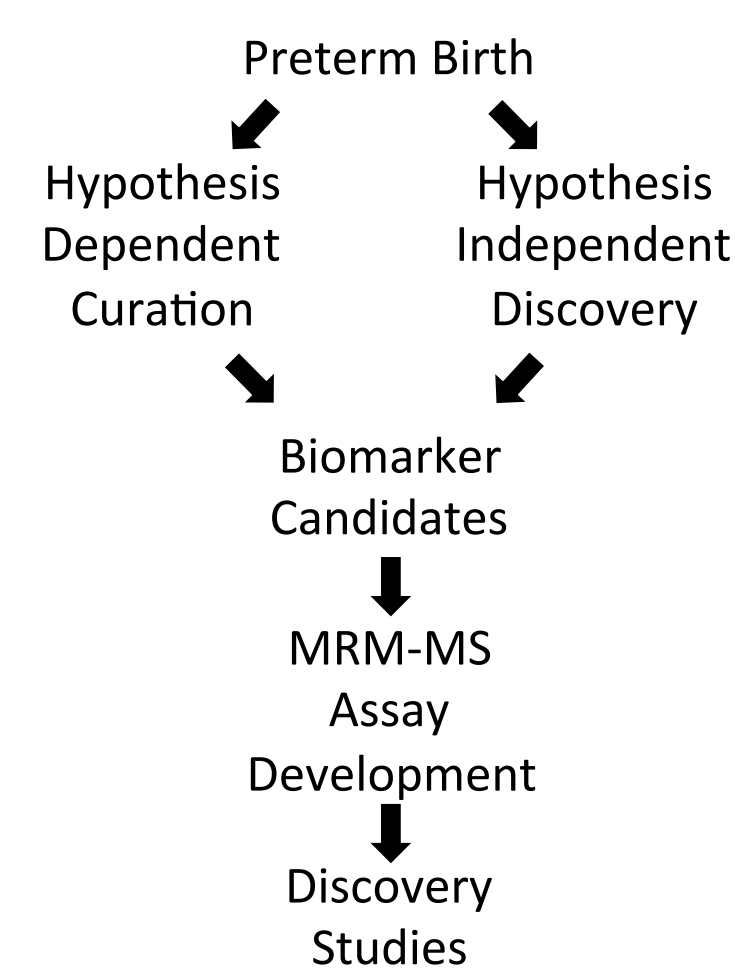 Preterm Birth
Hypothesis
Dependent
Curation
Hypothesis
Independent
Discovery
Biomarker
Candidates
MRM-MS
Assay
Development
Discovery
Studies